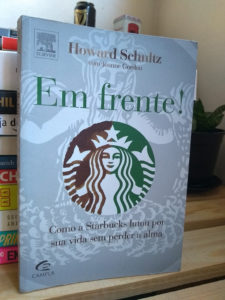 ELSEVIER
Howard Schultz
com Joanne Gordon
Em frente!
Como a Starbucks lutou por
sua vida sem perder a alma
CAMPUS